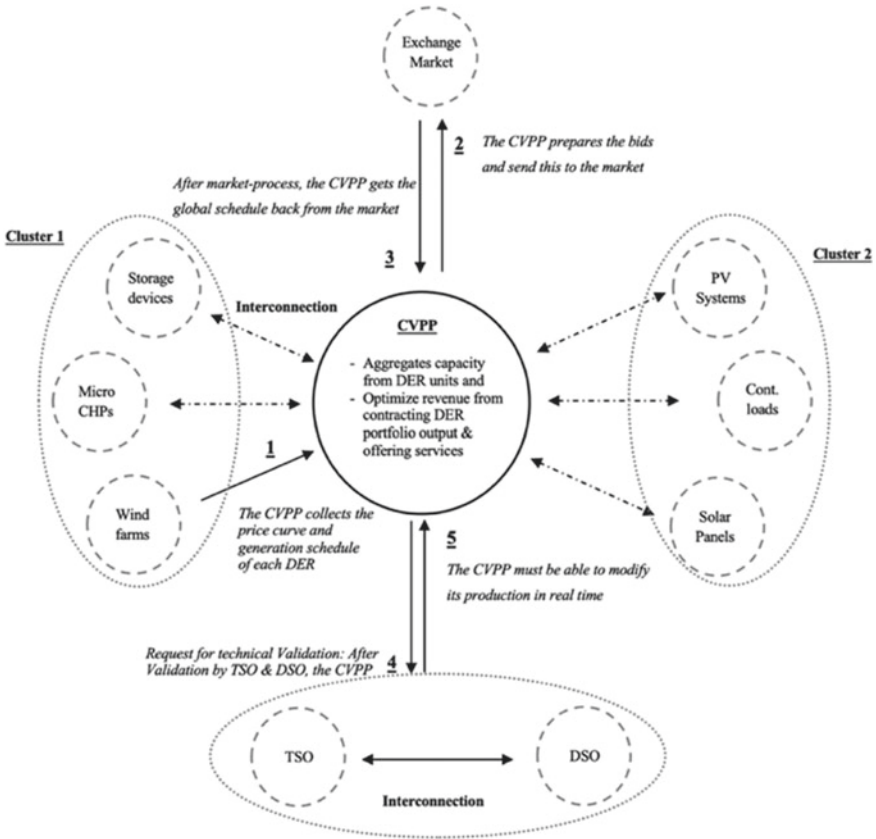 Exchange
Market
2
The CVPP prepares the bids
and send this to the market
After market-process, the CVPP gets the
global schedule back from the market
3
Cluster 1
Storage
devices
Interconnection
Micro
CHPs
1
Wind
farms
The CVPP collects the
price curve and
generation schedule
of each DER
CVPP
- Aggregates capacity
from DER units and
- Optimize revenue from
contracting DER
portfolio output &
offering services
Cluster 2
PV
Systems
Cont.
loads
Solar
Panels
5
The CVPP must be able to modify
its production in real time
Request for technical Validation: After
Validation by TSO & DSO, the CVPP
4
TSO
DSO
Interconnection